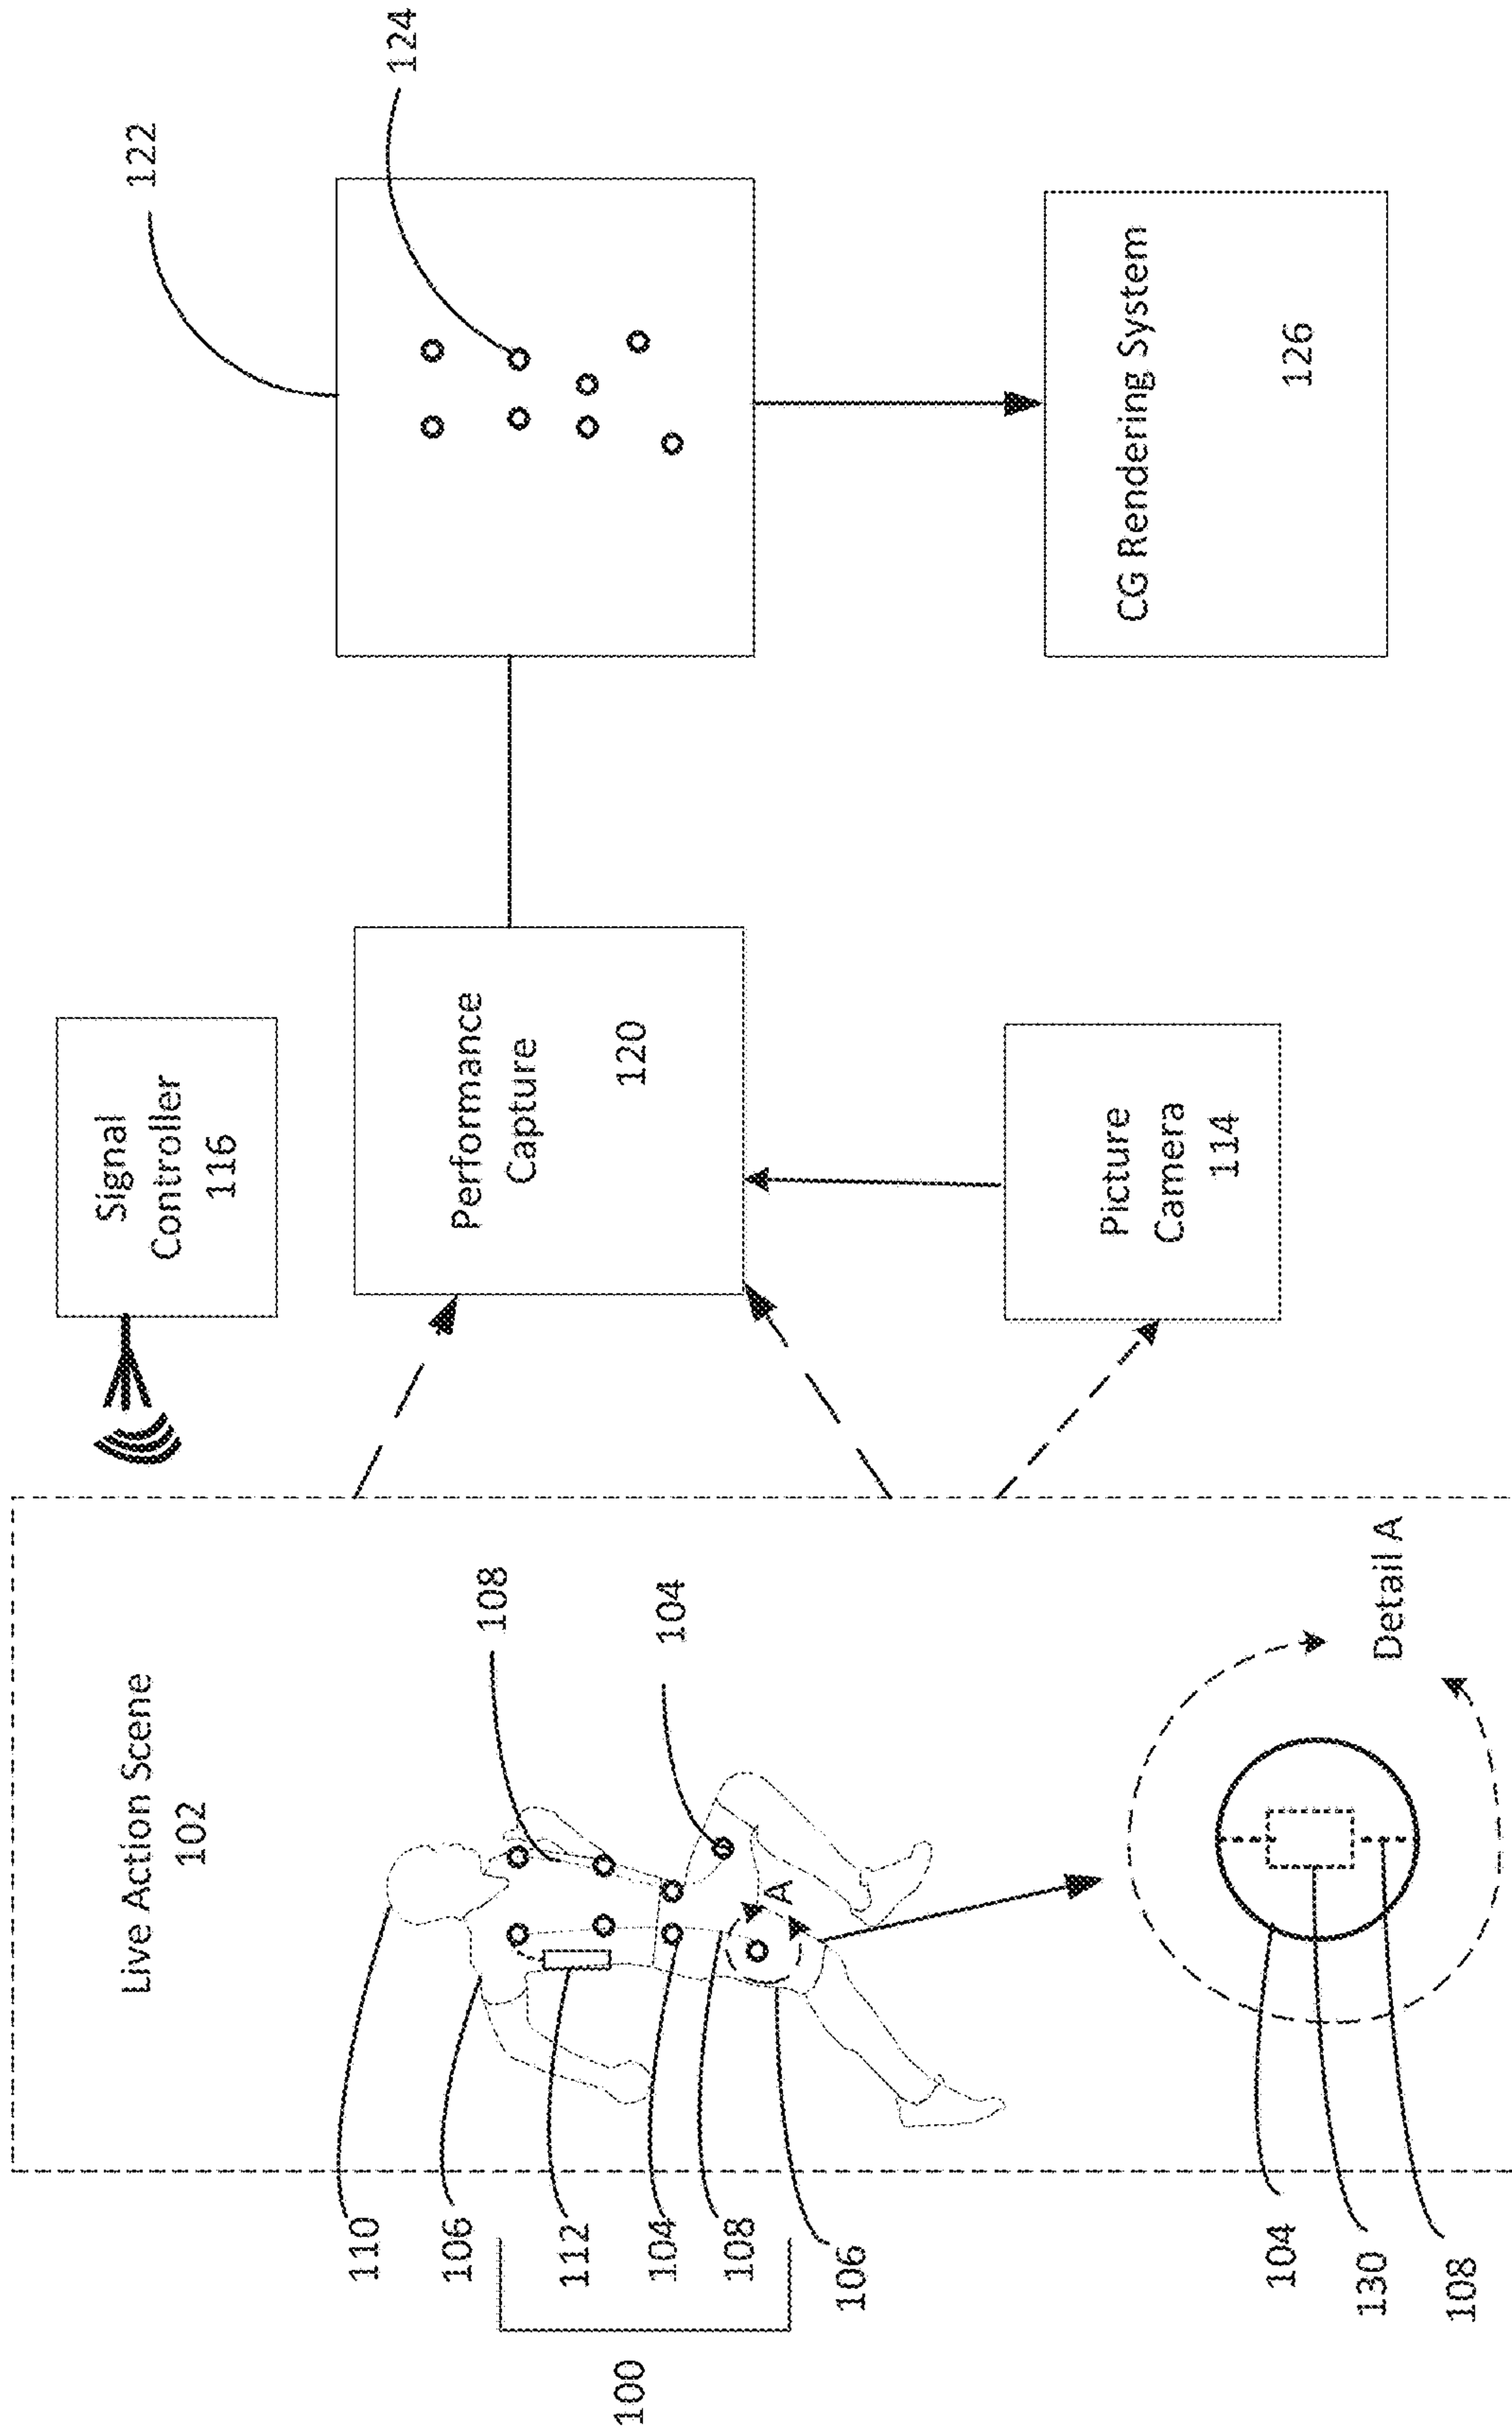 Live Action Scene
102
110
106
112
104
108
106
100
108
104
A
104
130
108
Detail A
Signal
Controller
116
Performance
Capture
120
Picture
Camera
114
122
124
CG Rendering System
126